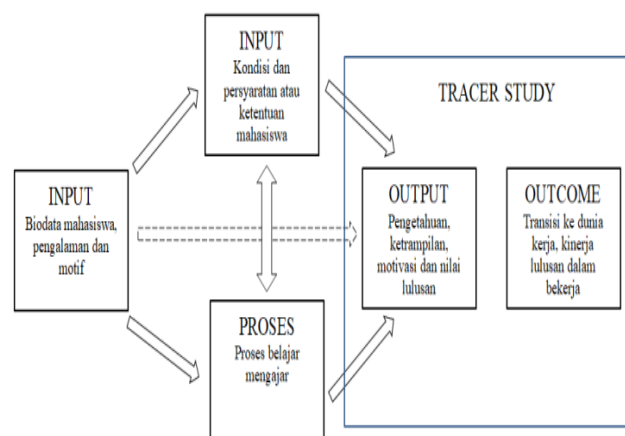 INPUT
Kondisi dan
persyaratan atau
ketentuan
mahasiswa
TRACER STUDY
INPUT
Biodata mahasiswa,
pengalaman dan
motif
OUTPUT
Pengetahuan,
ketrampilan,
motivasi dan nilai
lulusan
OUTCOME
Transisi ke dunia
kerja, kinerja
lulusan dalam
bekerja
PROSES
Proses belajar
mengajar